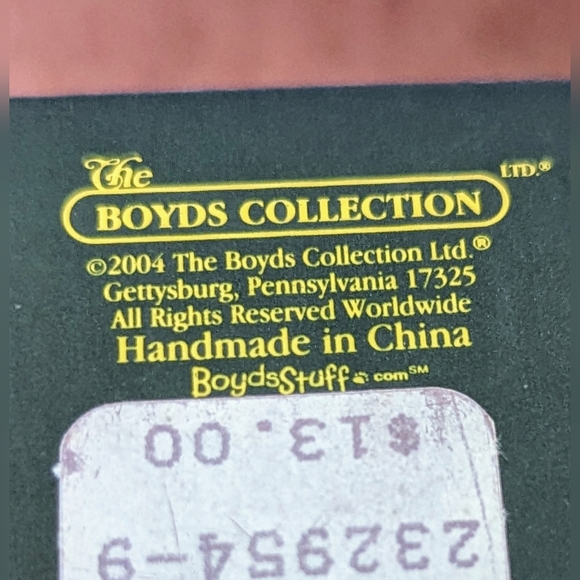 The
BOYDS COLLECTION LTD.®
©2004 The Boyds Collection Ltd.®
Gettysburg, Pennsylvania 17325
All Rights Reserved Worldwide
Handmade in China
BoydsStuff.com℠
$13.00
232954-9